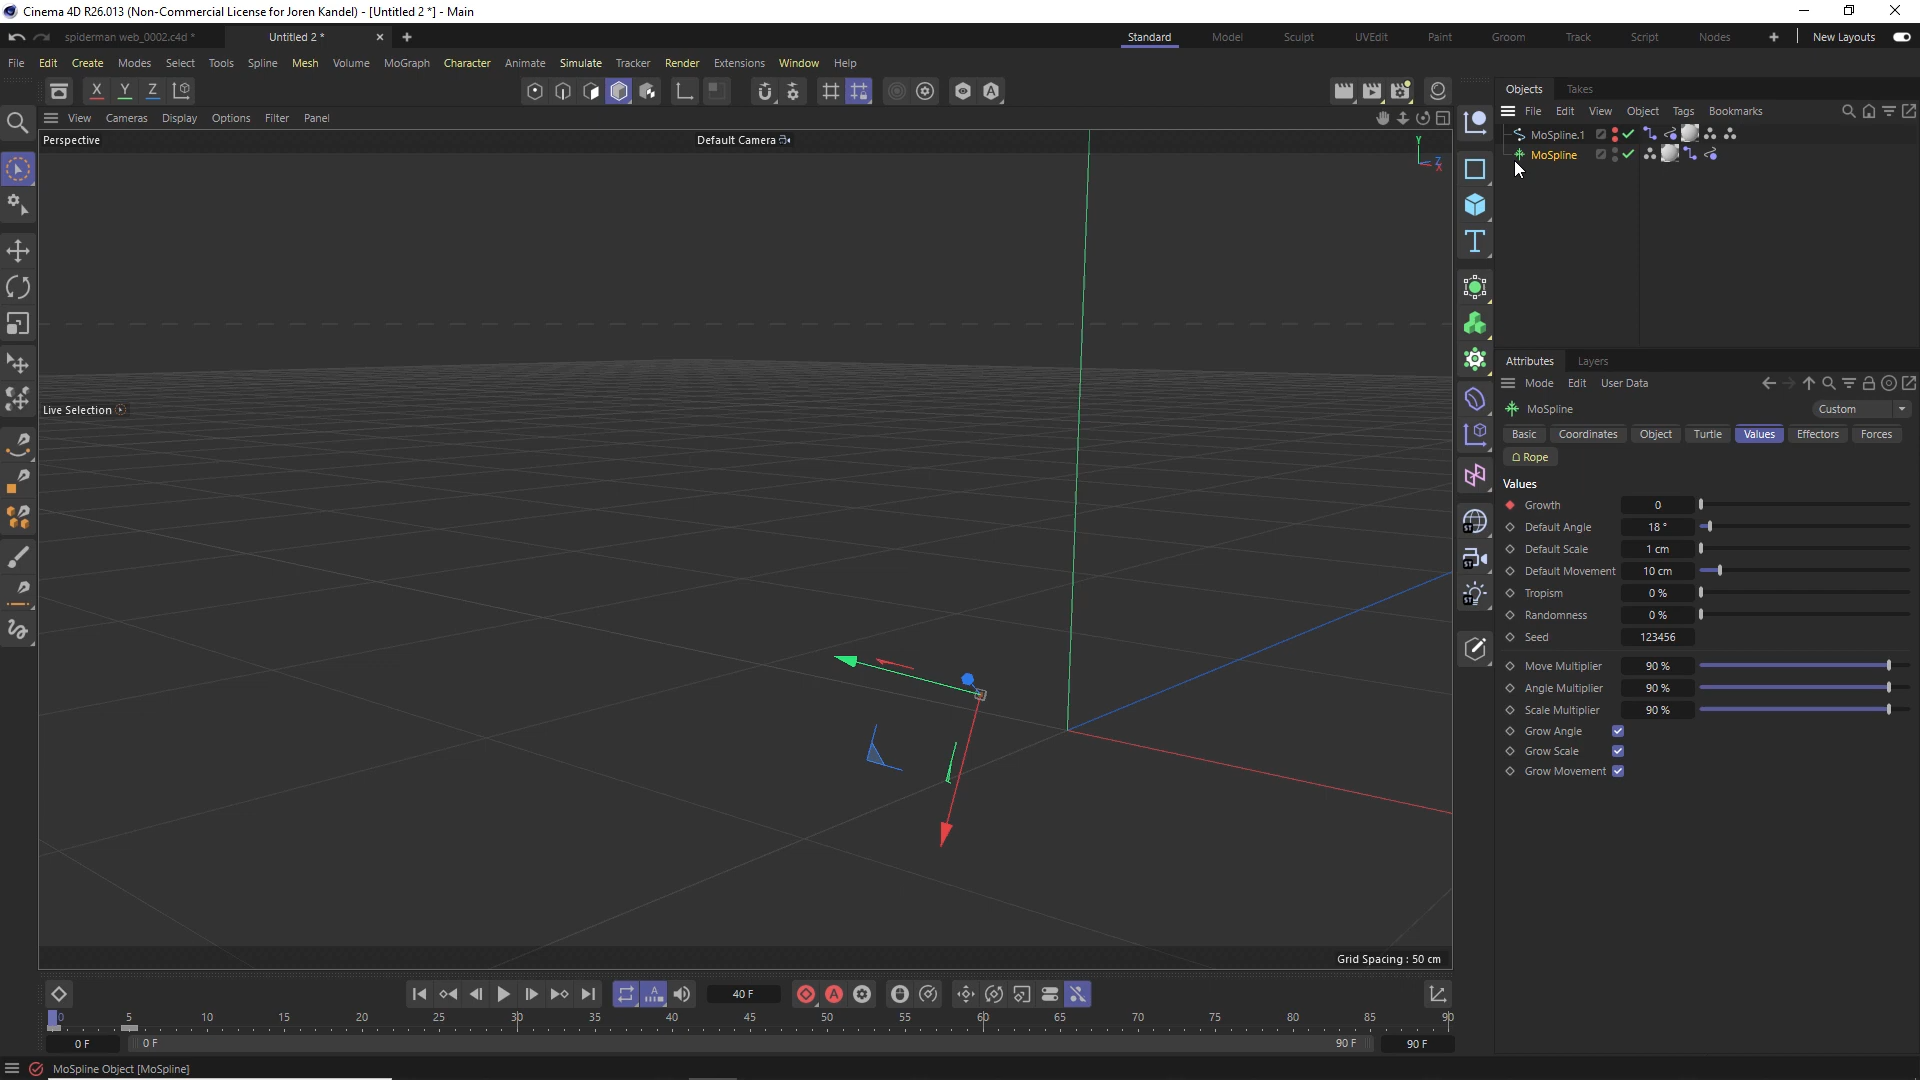 Cinema 4D R26.013 (Non-Commercial License for Joren Kandel) - [Untitled 2 *] - Main
spiderman web_0002.c4d *
Untitled 2 *
Standard Model Sculpt UVEdit Paint Groom Track Script Nodes New Layouts
File Edit Create Modes Select Tools Spline Mesh Volume MoGraph Character Animate Simulate Tracker Render Extensions Window Help
X Y Z
View Cameras Display Options Filter Panel
Perspective
Default Camera
Y
Z
X
Live Selection
Grid Spacing : 50 cm
Objects Takes
File Edit View Object Tags Bookmarks
MoSpline.1
MoSpline
Attributes Layers
Mode Edit User Data
MoSpline
Custom
Basic Coordinates Object Turtle Values Effectors Forces
Rope
Values
Growth 0
Default Angle 18 °
Default Scale 1 cm
Default Movement 10 cm
Tropism 0 %
Randomness 0 %
Seed 123456
Move Multiplier 90 %
Angle Multiplier 90 %
Scale Multiplier 90 %
Grow Angle
Grow Scale
Grow Movement
ST
ST
ST
40 F
0 5 10 15 20 25 30 35 40 45 50 55 60 65 70 75 80 85 90
0 F 0 F 90 F 90 F
MoSpline Object [MoSpline]